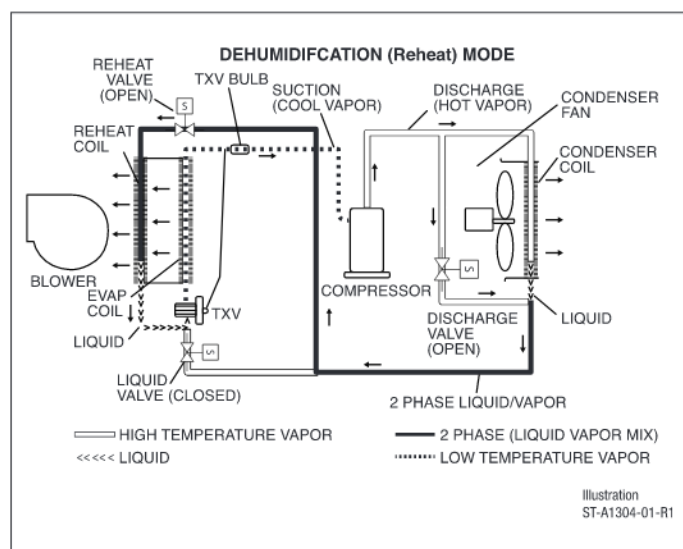 DEHUMIDIFCATION (Reheat) MODE
REHEAT
VALVE
(OPEN)
TXV BULB
SUCTION
(COOL VAPOR)
DISCHARGE
(HOT VAPOR)
CONDENSER
FAN
S
REHEAT
COIL
CONDENSER
COIL
BLOWER
S
COMPRESSOR
EVAP
COIL
TXV
DISCHARGE
VALVE
(OPEN)
LIQUID
LIQUID
S
LIQUID
VALVE (CLOSED)
2 PHASE LIQUID/VAPOR
HIGH TEMPERATURE VAPOR
2 PHASE (LIQUID VAPOR MIX)
<<<<< LIQUID
LOW TEMPERATURE VAPOR
Illustration
ST-A1304-01-R1